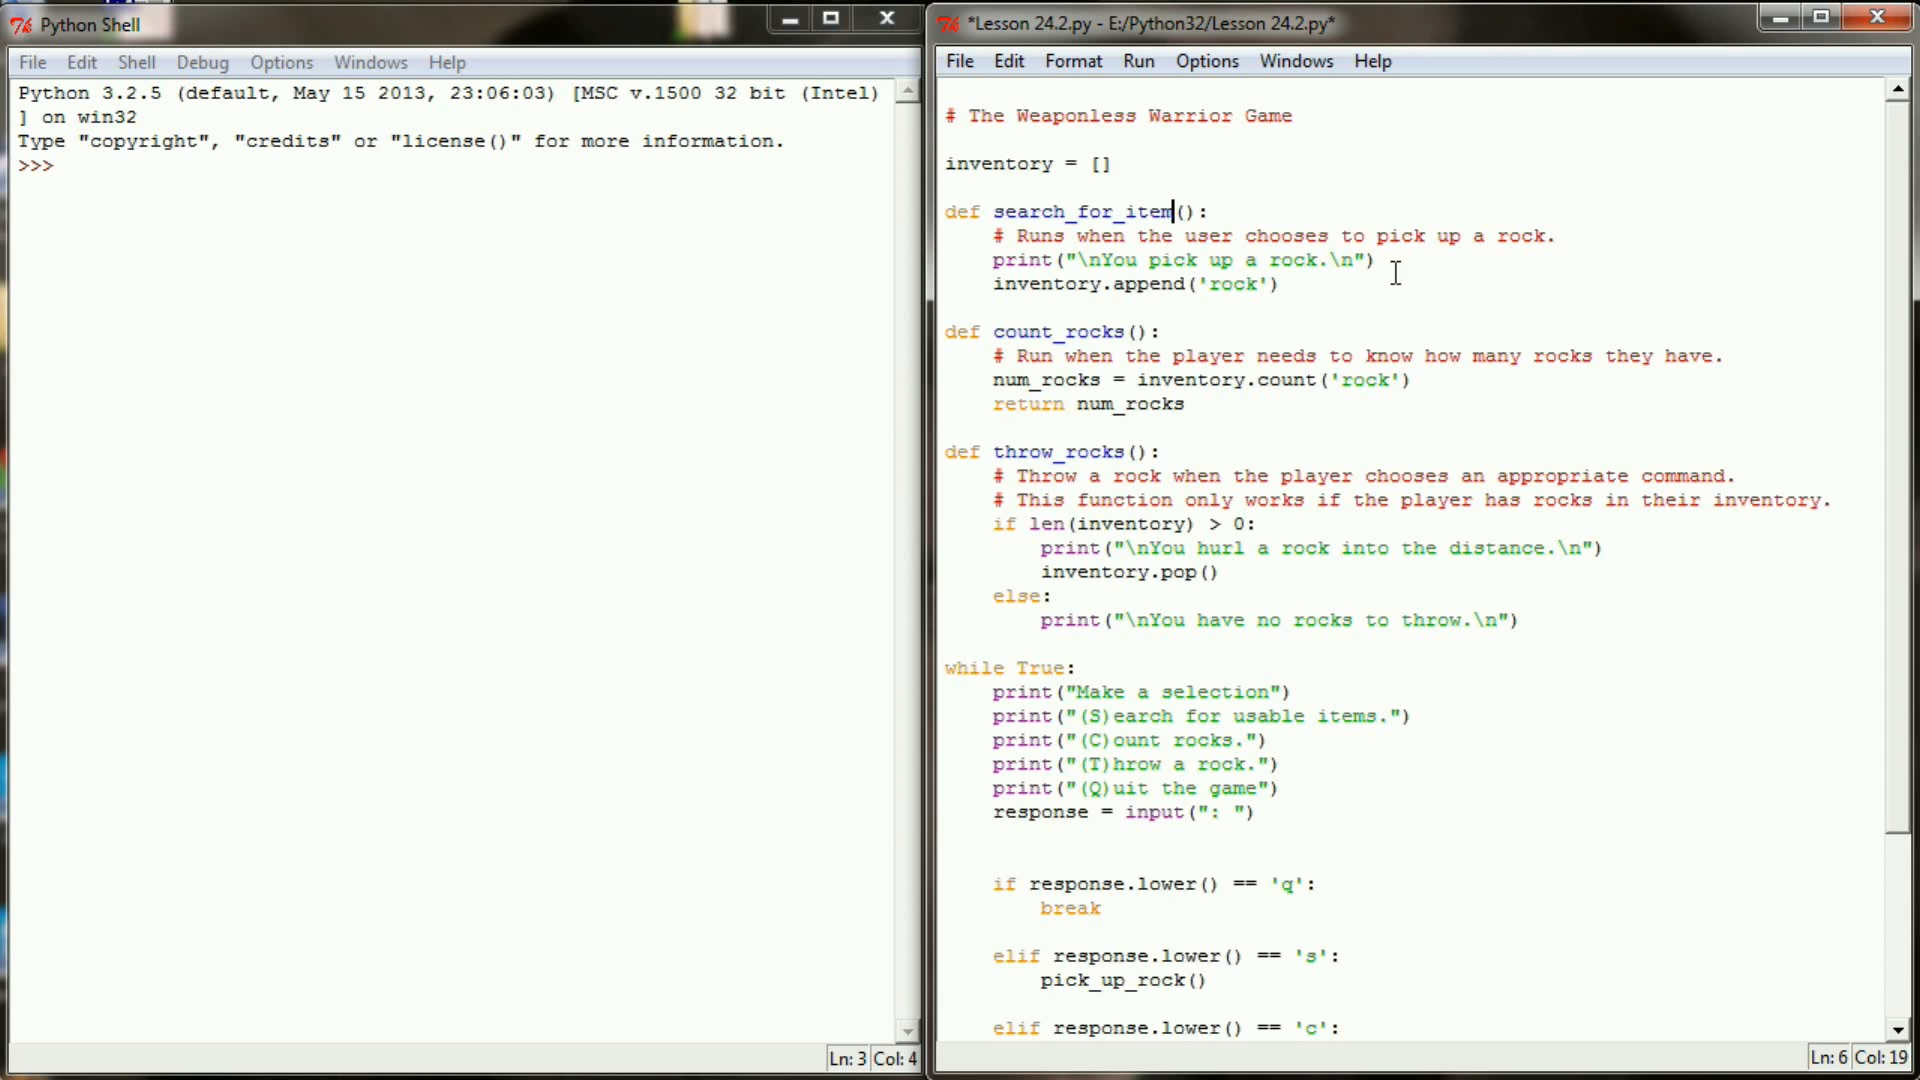 Python Shell
File Edit Shell Debug Options Windows Help
Python 3.2.5 (default, May 15 2013, 23:06:03) [MSC v.1500 32 bit (Intel)
] on win32
Type "copyright", "credits" or "license()" for more information.
>>>
Ln: 3 Col: 4
*Lesson 24.2.py - E:/Python32/Lesson 24.2.py*
File Edit Format Run Options Windows Help
# The Weaponless Warrior Game
inventory = []
def search_for_item():
    # Runs when the user chooses to pick up a rock.
    print("\nYou pick up a rock.\n")
    inventory.append('rock')
def count_rocks():
    # Run when the player needs to know how many rocks they have.
    num_rocks = inventory.count('rock')
    return num_rocks
def throw_rocks():
    # Throw a rock when the player chooses an appropriate command.
    # This function only works if the player has rocks in their inventory.
    if len(inventory) > 0:
        print("\nYou hurl a rock into the distance.\n")
        inventory.pop()
    else:
        print("\nYou have no rocks to throw.\n")
while True:
    print("Make a selection")
    print("(S)earch for usable items.")
    print("(C)ount rocks.")
    print("(T)hrow a rock.")
    print("(Q)uit the game")
    response = input(": ")
    if response.lower() == 'q':
        break
    elif response.lower() == 's':
        pick_up_rock()
    elif response.lower() == 'c':
Ln: 6 Col: 19